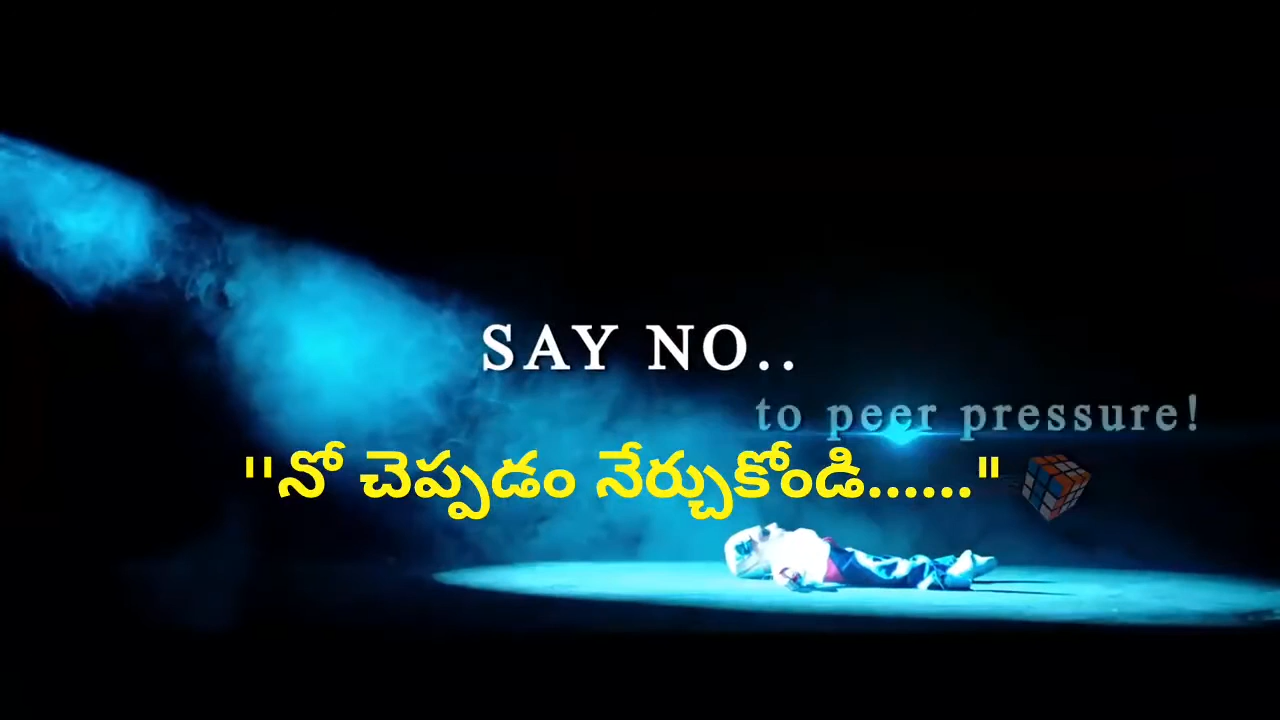 SAY NO..
to peer pressure!
''నో చెప్పడం నేర్చుకోండి......"